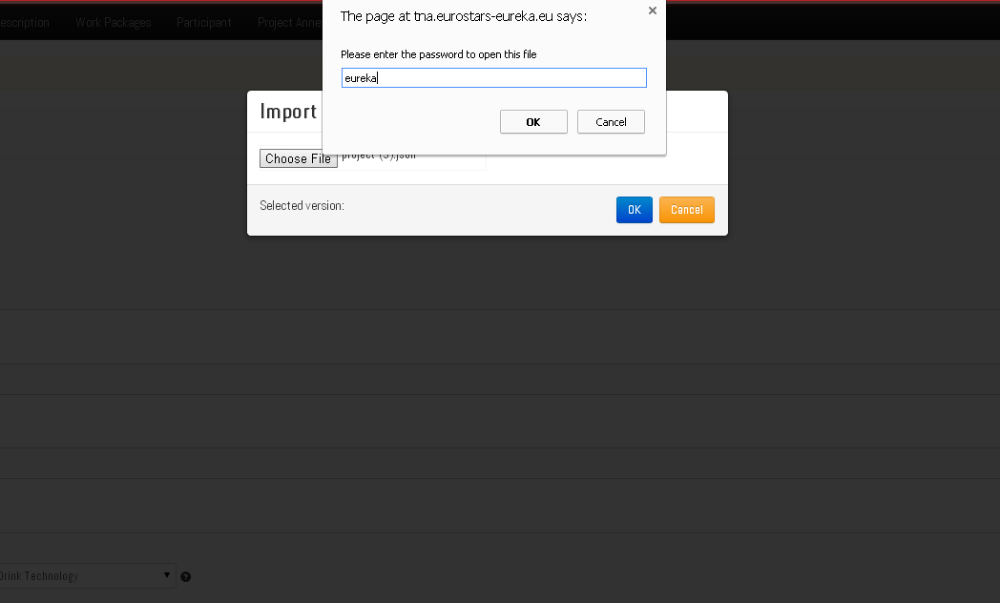 The page at tna.eurostars-eureka.eu says:
Please enter the password to open this file
eureka
OK Cancel
escription Work Packages Participant Project Anne
Import
Choose File project (3).json
Selected version:
OK Cancel
Drink Technology